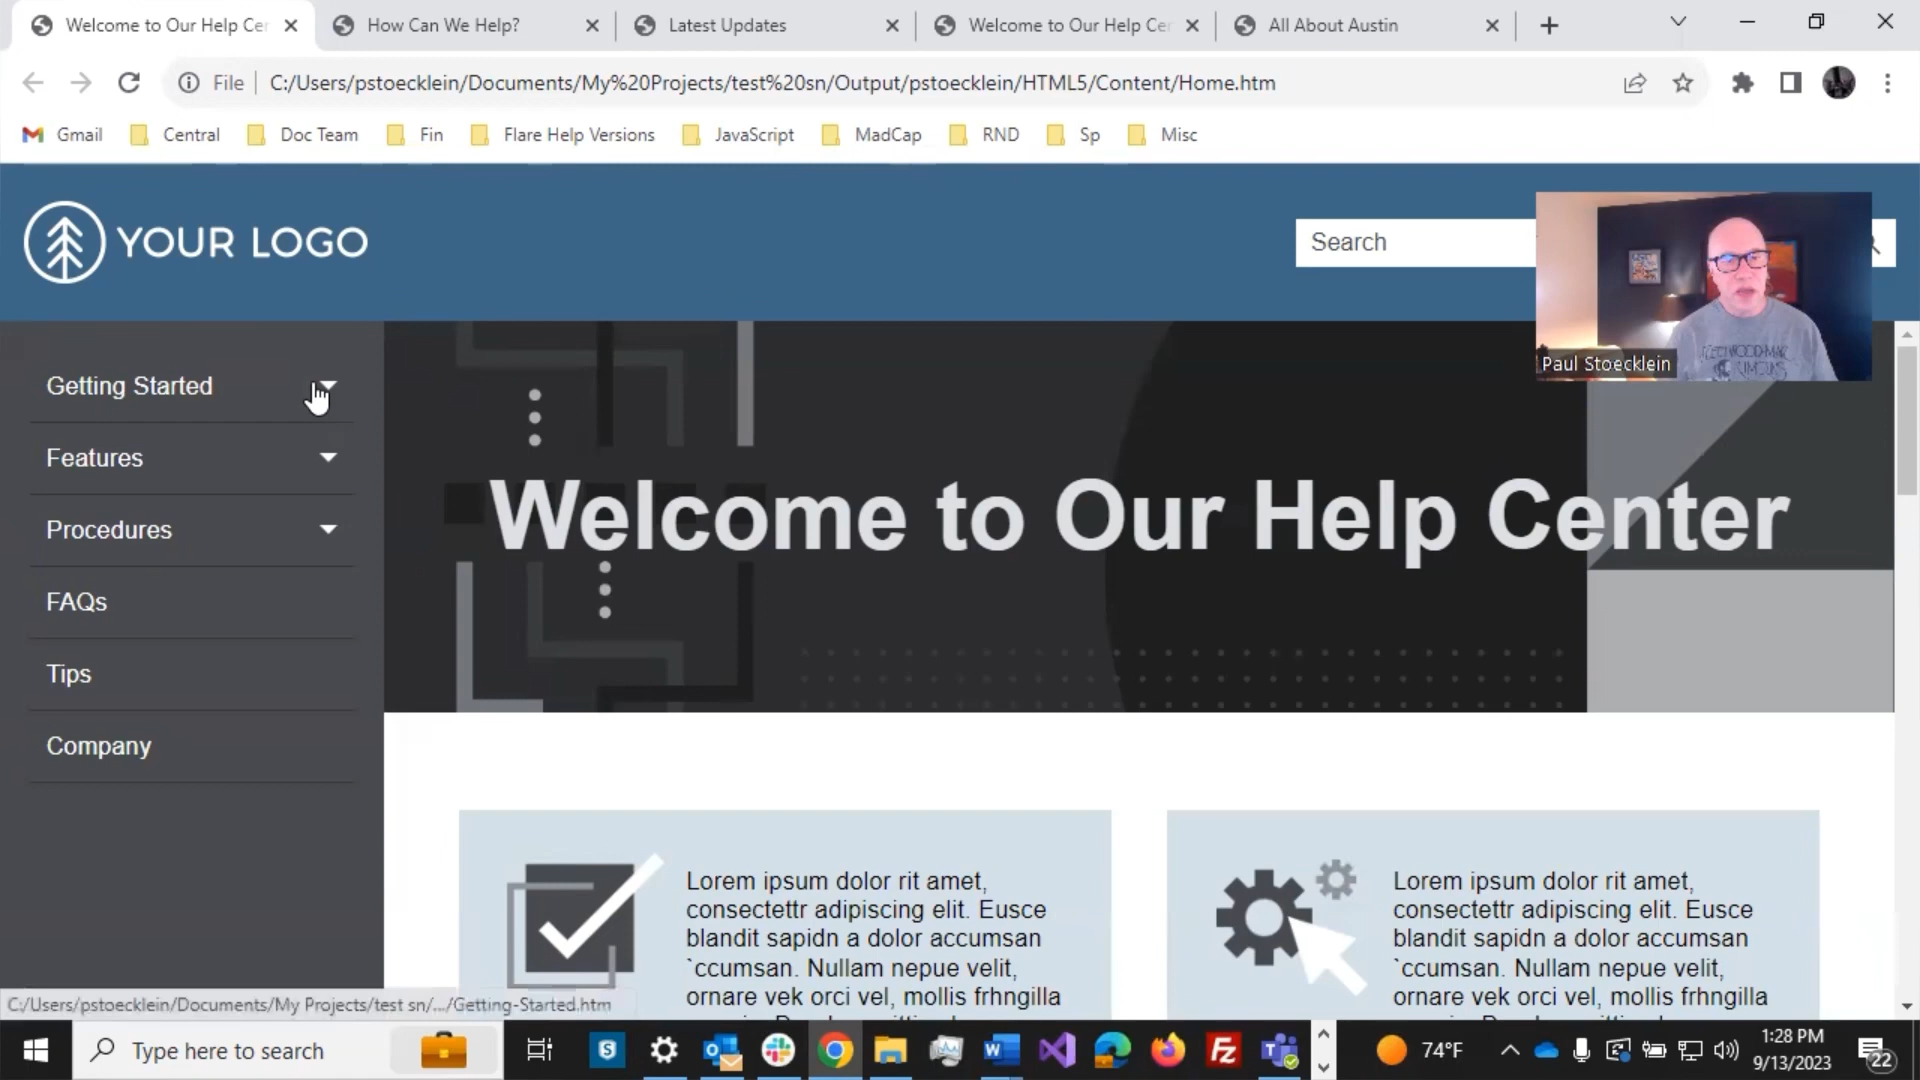 Welcome to Our Help Cen
How Can We Help?
Latest Updates
Welcome to Our Help Cen
All About Austin
File
C:/Users/pstoecklein/Documents/My%20Projects/test%20sn/Output/pstoecklein/HTML5/Content/Home.htm
Gmail
Central
Doc Team
Fin
Flare Help Versions
JavaScript
MadCap
RND
Sp
Misc
YOUR LOGO
Search
Paul Stoecklein
Getting Started
Features
Procedures
FAQs
Tips
Company
Welcome to Our Help Center
Lorem ipsum dolor rit amet,
consectettr adipiscing elit. Eusce
blandit sapidn a dolor accumsan
`ccumsan. Nullam nepue velit,
ornare vek orci vel, mollis frhngilla
Lorem ipsum dolor rit amet,
consectettr adipiscing elit. Eusce
blandit sapidn a dolor accumsan
`ccumsan. Nullam nepue velit,
ornare vek orci vel, mollis frhngilla
C:/Users/pstoecklein/Documents/My Projects/test sn/.../Getting-Started.htm
Type here to search
74°F
1:28 PM
9/13/2023
22